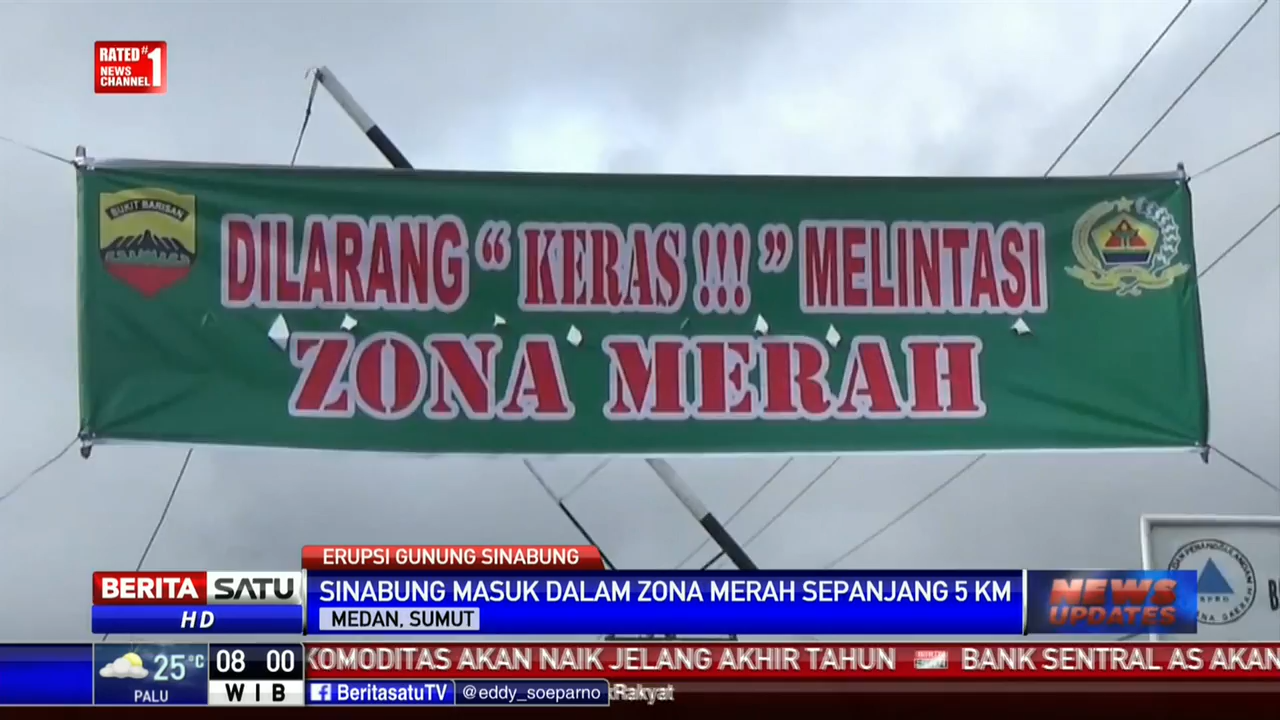 RATED #1
NEWS
CHANNEL
BUKIT BARISAN
DILARANG “ KERAS !!! ” MELINTASI
ZONA MERAH
ERUPSI GUNUNG SINABUNG
BERITA SATU
HD
SINABUNG MASUK DALAM ZONA MERAH SEPANJANG 5 KM
MEDAN, SUMUT
NEWS
UPDATES
25°C
PALU
08 00
WIB
KOMODITAS AKAN NAIK JELANG AKHIR TAHUN
BANK SENTRAL AS AKAN
BeritasatuTV
@eddy_soeparno
Rakyat